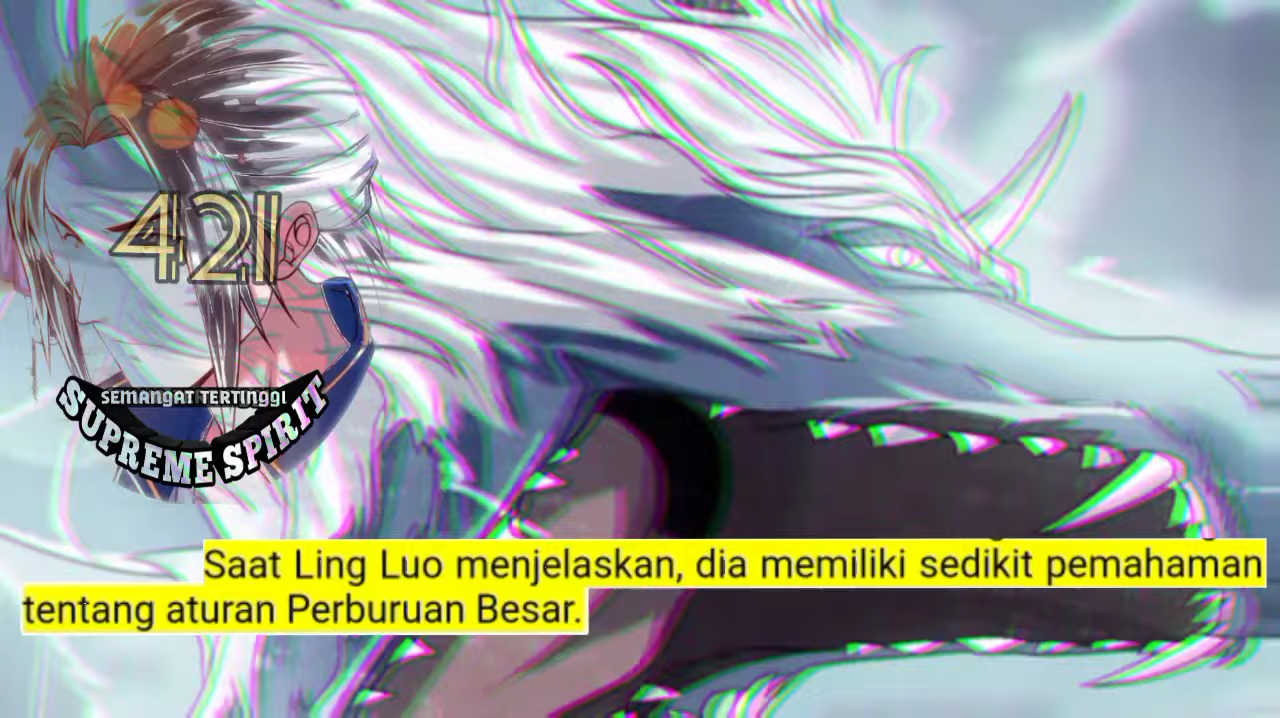 421
SEMANGAT TERTINGGI
SUPREME SPIRIT
Saat Ling Luo menjelaskan, dia memiliki sedikit pemahaman
tentang aturan Perburuan Besar.